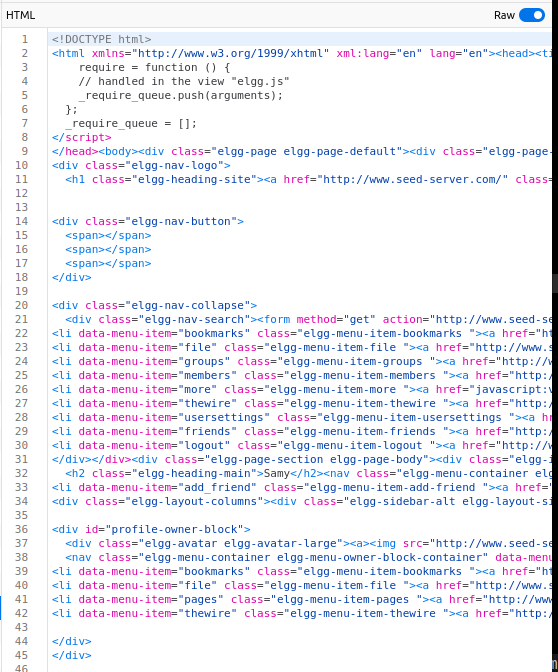 HTML
Raw
1 <!DOCTYPE html>
2 <html xmlns="http://www.w3.org/1999/xhtml" xml:lang="en" lang="en"><head><ti
3     require = function () {
4     // handled in the view "elgg.js"
5     _require_queue.push(arguments);
6   };
7   _require_queue = [];
8 </script>
9 </head><body><div class="elgg-page elgg-page-default"><div class="elgg-page-
10 <div class="elgg-nav-logo">
11   <h1 class="elgg-heading-site"><a href="http://www.seed-server.com/" class=
12
13
14 <div class="elgg-nav-button">
15   <span></span>
16   <span></span>
17   <span></span>
18 </div>
19
20 <div class="elgg-nav-collapse">
21   <div class="elgg-nav-search"><form method="get" action="http://www.seed-se
22 <li data-menu-item="bookmarks" class="elgg-menu-item-bookmarks "><a href="ht
23 <li data-menu-item="file" class="elgg-menu-item-file "><a href="http://www.s
24 <li data-menu-item="groups" class="elgg-menu-item-groups "><a href="http://w
25 <li data-menu-item="members" class="elgg-menu-item-members "><a href="http:/
26 <li data-menu-item="more" class="elgg-menu-item-more "><a href="javascript:v
27 <li data-menu-item="thewire" class="elgg-menu-item-thewire "><a href="http:/
28 <li data-menu-item="usersettings" class="elgg-menu-item-usersettings "><a hr
29 <li data-menu-item="friends" class="elgg-menu-item-friends "><a href="http:/
30 <li data-menu-item="logout" class="elgg-menu-item-logout "><a href="http://w
31 </div></div><div class="elgg-page-section elgg-page-body"><div class="elgg-i
32   <h2 class="elgg-heading-main">Samy</h2><nav class="elgg-menu-container elg
33 <li data-menu-item="add_friend" class="elgg-menu-item-add-friend "><a href="
34 <div class="elgg-layout-columns"><div class="elgg-sidebar-alt elgg-layout-si
35
36 <div id="profile-owner-block">
37   <div class="elgg-avatar elgg-avatar-large"><a><img src="http://www.seed-se
38   <nav class="elgg-menu-container elgg-menu-owner-block-container" data-menu
39 <li data-menu-item="bookmarks" class="elgg-menu-item-bookmarks "><a href="ht
40 <li data-menu-item="file" class="elgg-menu-item-file "><a href="http://www.s
41 <li data-menu-item="pages" class="elgg-menu-item-pages "><a href="http://www
42 <li data-menu-item="thewire" class="elgg-menu-item-thewire "><a href="http:/
43
44 </div>
45 </div>
46